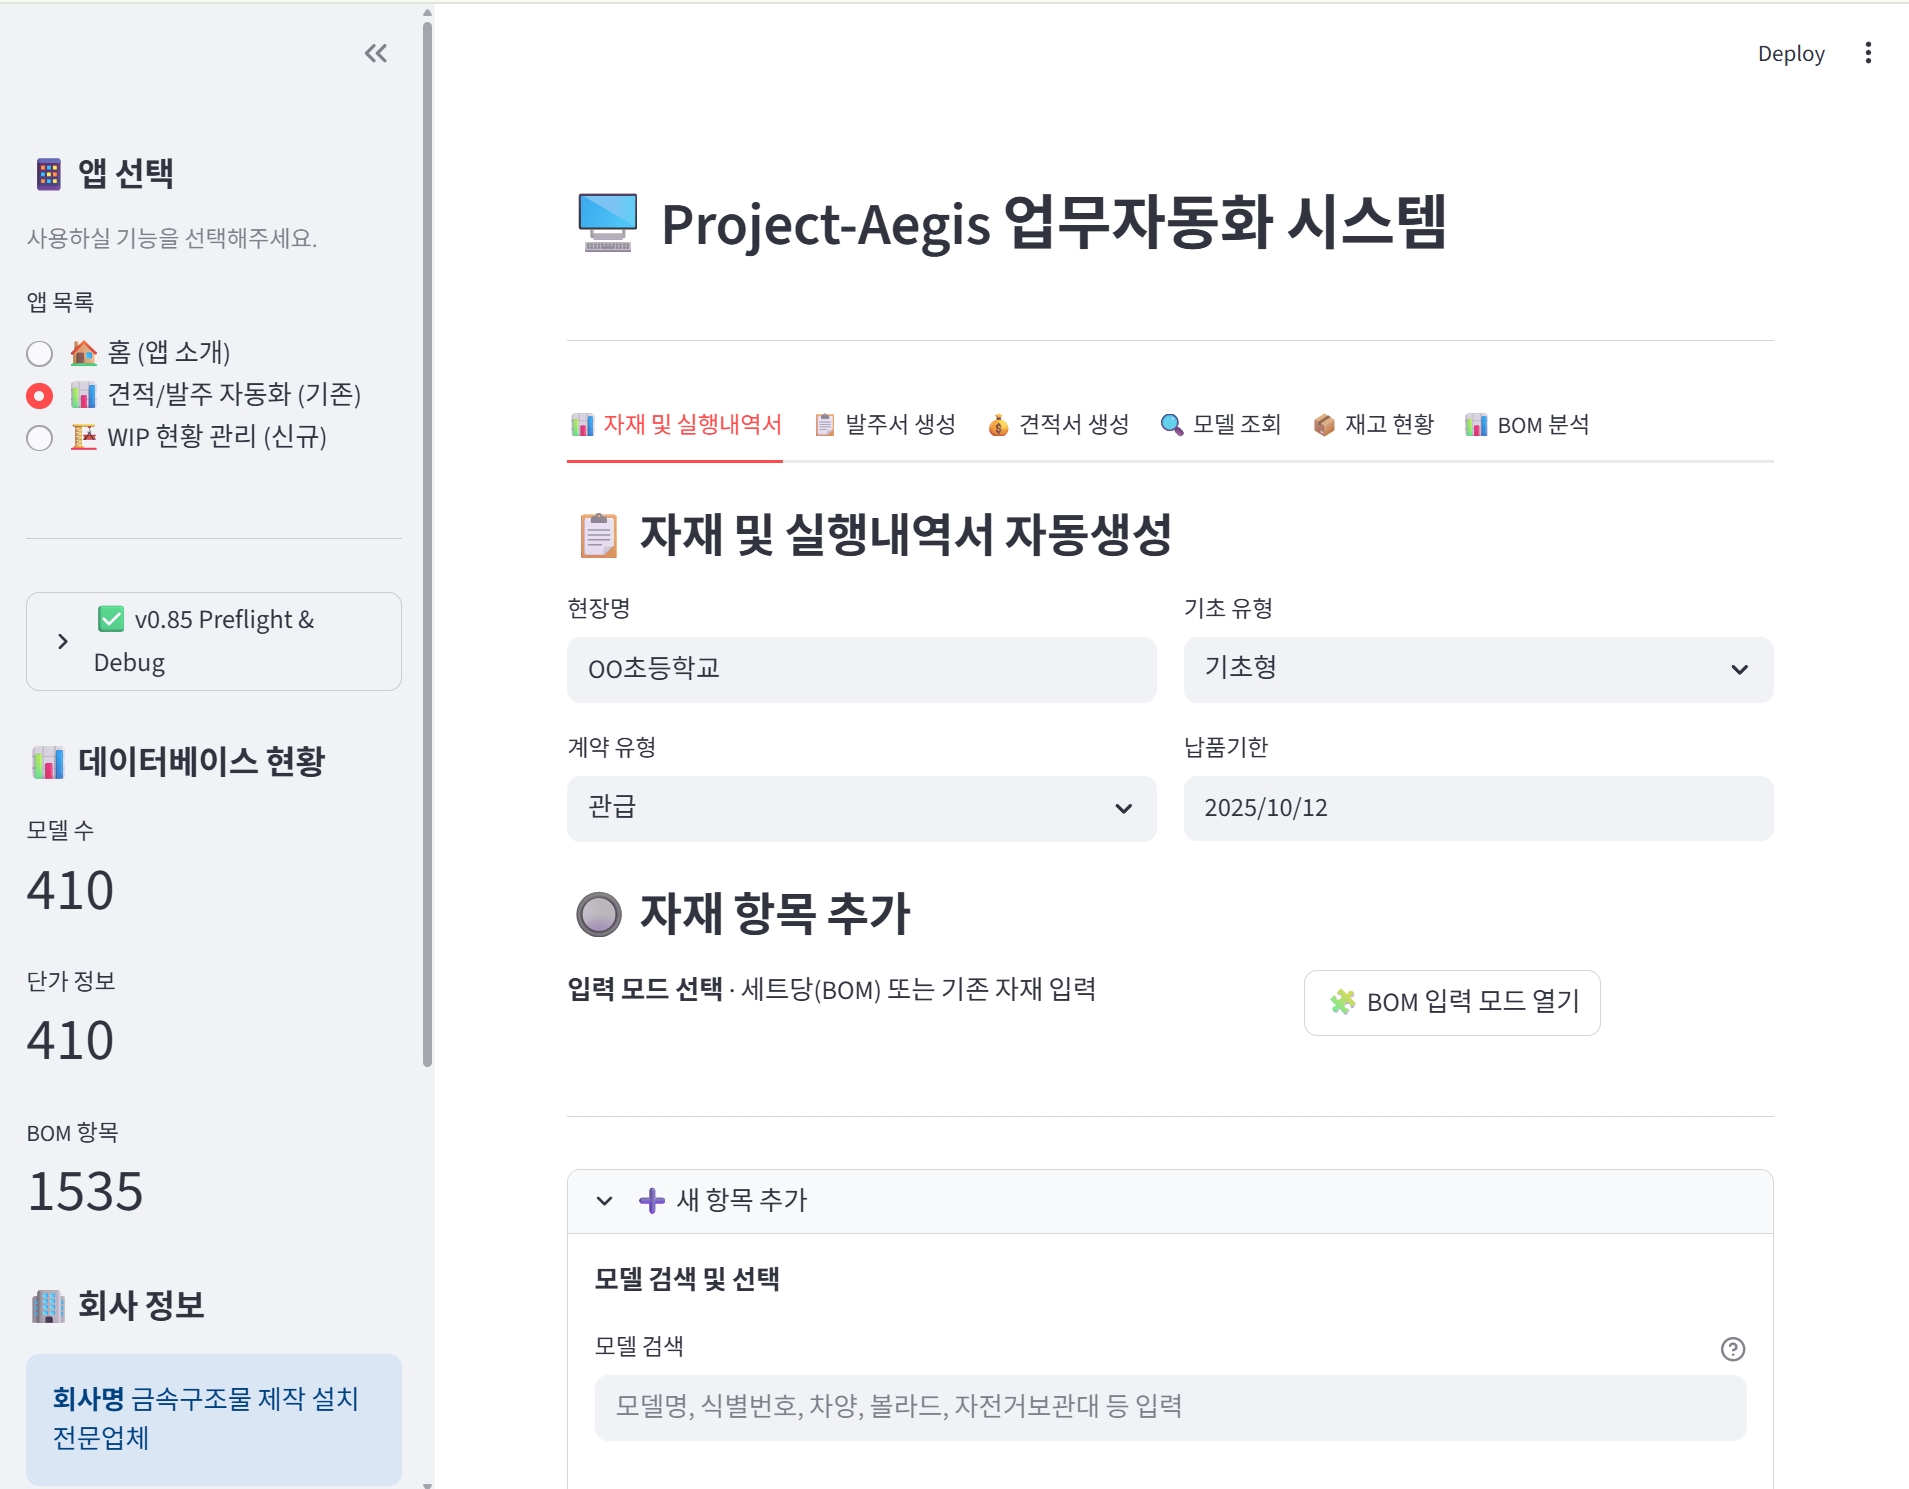 Deploy
앱 선택
사용하실 기능을 선택해주세요.
앱 목록
홈 (앱 소개)
견적/발주 자동화 (기존)
WIP 현황 관리 (신규)
v0.85 Preflight &
Debug
데이터베이스 현황
모델 수
410
단가 정보
410
BOM 항목
1535
회사 정보
회사명 금속구조물 제작 설치
전문업체
Project-Aegis 업무자동화 시스템
자재 및 실행내역서 발주서 생성 견적서 생성 모델 조회 재고 현황 BOM 분석
자재 및 실행내역서 자동생성
현장명 기초 유형
OO초등학교 기초형
계약 유형 납품기한
관급 2025/10/12
자재 항목 추가
입력 모드 선택 · 세트당(BOM) 또는 기존 자재 입력 BOM 입력 모드 열기
새 항목 추가
모델 검색 및 선택
모델 검색
모델명, 식별번호, 차양, 볼라드, 자전거보관대 등 입력